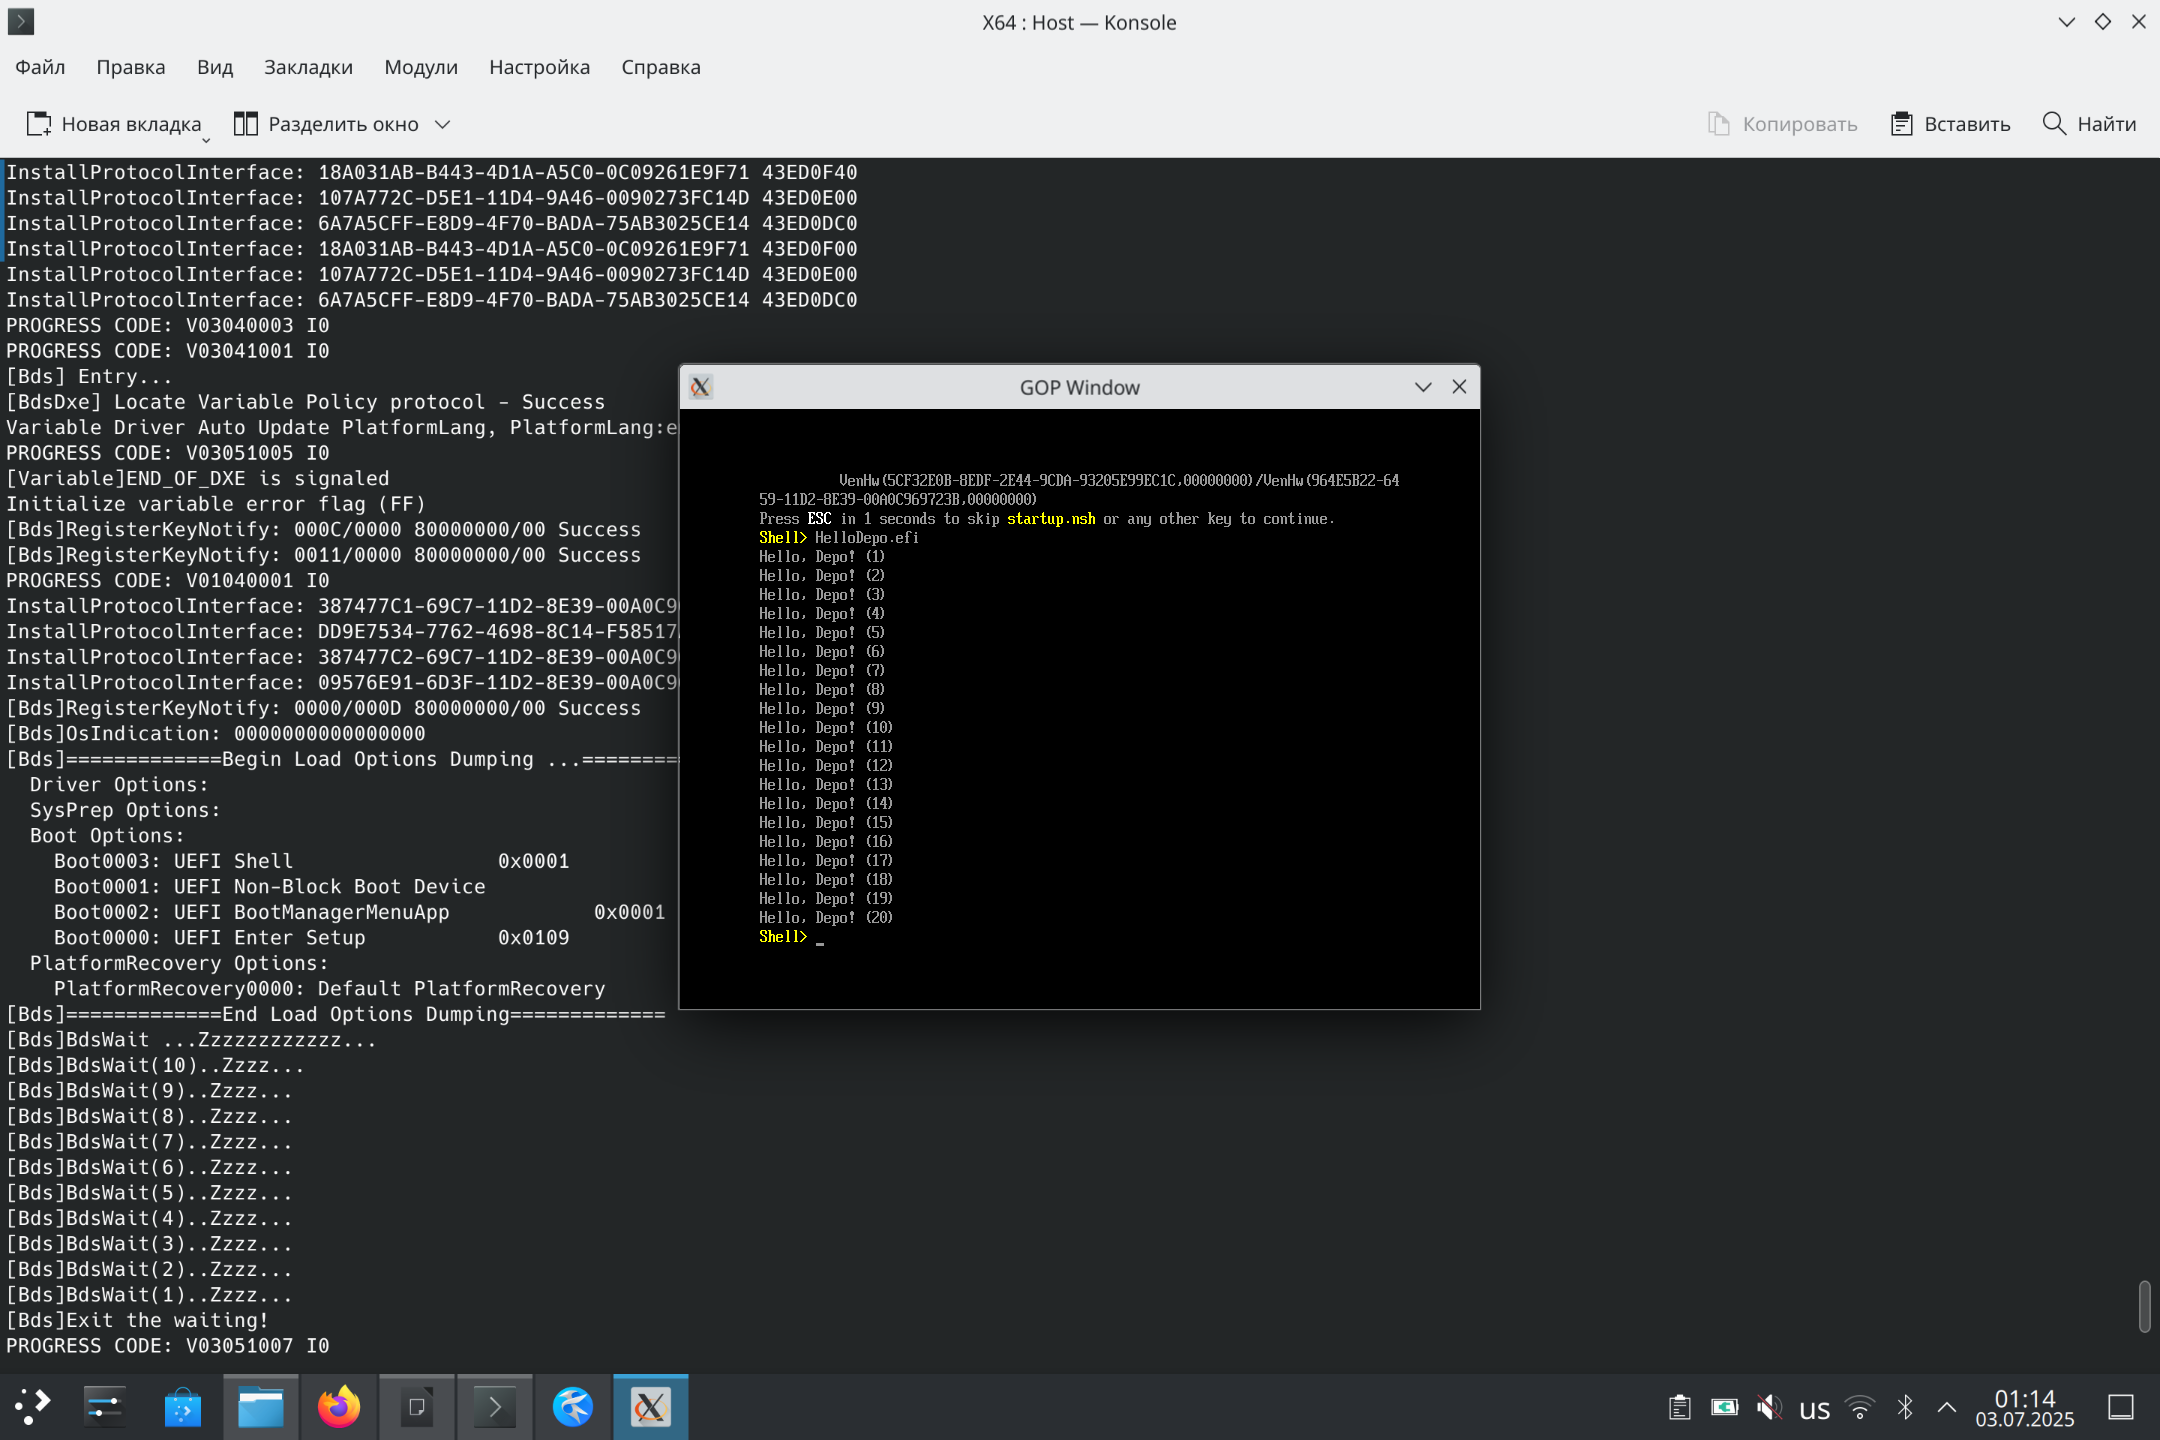 X64 : Host — Konsole
Файл Правка Вид Закладки Модули Настройка Справка
Новая вкладка Разделить окно Копировать Вставить Найти
InstallProtocolInterface: 18A031AB-B443-4D1A-A5C0-0C09261E9F71 43ED0F40
InstallProtocolInterface: 107A772C-D5E1-11D4-9A46-0090273FC14D 43ED0E00
InstallProtocolInterface: 6A7A5CFF-E8D9-4F70-BADA-75AB3025CE14 43ED0DC0
InstallProtocolInterface: 18A031AB-B443-4D1A-A5C0-0C09261E9F71 43ED0F00
InstallProtocolInterface: 107A772C-D5E1-11D4-9A46-0090273FC14D 43ED0E00
InstallProtocolInterface: 6A7A5CFF-E8D9-4F70-BADA-75AB3025CE14 43ED0DC0
PROGRESS CODE: V03040003 I0
PROGRESS CODE: V03041001 I0
[Bds] Entry...
[BdsDxe] Locate Variable Policy protocol - Success
Variable Driver Auto Update PlatformLang, PlatformLang:e
PROGRESS CODE: V03051005 I0
[Variable]END_OF_DXE is signaled
Initialize variable error flag (FF)
[Bds]RegisterKeyNotify: 000C/0000 80000000/00 Success
[Bds]RegisterKeyNotify: 0011/0000 80000000/00 Success
PROGRESS CODE: V01040001 I0
InstallProtocolInterface: 387477C1-69C7-11D2-8E39-00A0C9
InstallProtocolInterface: DD9E7534-7762-4698-8C14-F58517
InstallProtocolInterface: 387477C2-69C7-11D2-8E39-00A0C9
InstallProtocolInterface: 09576E91-6D3F-11D2-8E39-00A0C9
[Bds]RegisterKeyNotify: 0000/000D 80000000/00 Success
[Bds]OsIndication: 0000000000000000
[Bds]=============Begin Load Options Dumping ...========
Driver Options:
SysPrep Options:
Boot Options:
Boot0003: UEFI Shell 0x0001
Boot0001: UEFI Non-Block Boot Device
Boot0002: UEFI BootManagerMenuApp 0x0001
Boot0000: UEFI Enter Setup 0x0109
PlatformRecovery Options:
PlatformRecovery0000: Default PlatformRecovery
[Bds]=============End Load Options Dumping=============
[Bds]BdsWait ...Zzzzzzzzzzzz...
[Bds]BdsWait(10)..Zzzz...
[Bds]BdsWait(9)..Zzzz...
[Bds]BdsWait(8)..Zzzz...
[Bds]BdsWait(7)..Zzzz...
[Bds]BdsWait(6)..Zzzz...
[Bds]BdsWait(5)..Zzzz...
[Bds]BdsWait(4)..Zzzz...
[Bds]BdsWait(3)..Zzzz...
[Bds]BdsWait(2)..Zzzz...
[Bds]BdsWait(1)..Zzzz...
[Bds]Exit the waiting!
PROGRESS CODE: V03051007 I0
GOP Window
VenHw(5CF32E0B-8EDF-2E44-9CDA-93205E99EC1C,00000000)/VenHw(964E5B22-64
59-11D2-8E39-00A0C969723B,00000000)
Press ESC in 1 seconds to skip startup.nsh or any other key to continue.
Shell> HelloDepo.efi
Hello, Depo! (1)
Hello, Depo! (2)
Hello, Depo! (3)
Hello, Depo! (4)
Hello, Depo! (5)
Hello, Depo! (6)
Hello, Depo! (7)
Hello, Depo! (8)
Hello, Depo! (9)
Hello, Depo! (10)
Hello, Depo! (11)
Hello, Depo! (12)
Hello, Depo! (13)
Hello, Depo! (14)
Hello, Depo! (15)
Hello, Depo! (16)
Hello, Depo! (17)
Hello, Depo! (18)
Hello, Depo! (19)
Hello, Depo! (20)
Shell> _
us 01:14
03.07.2025